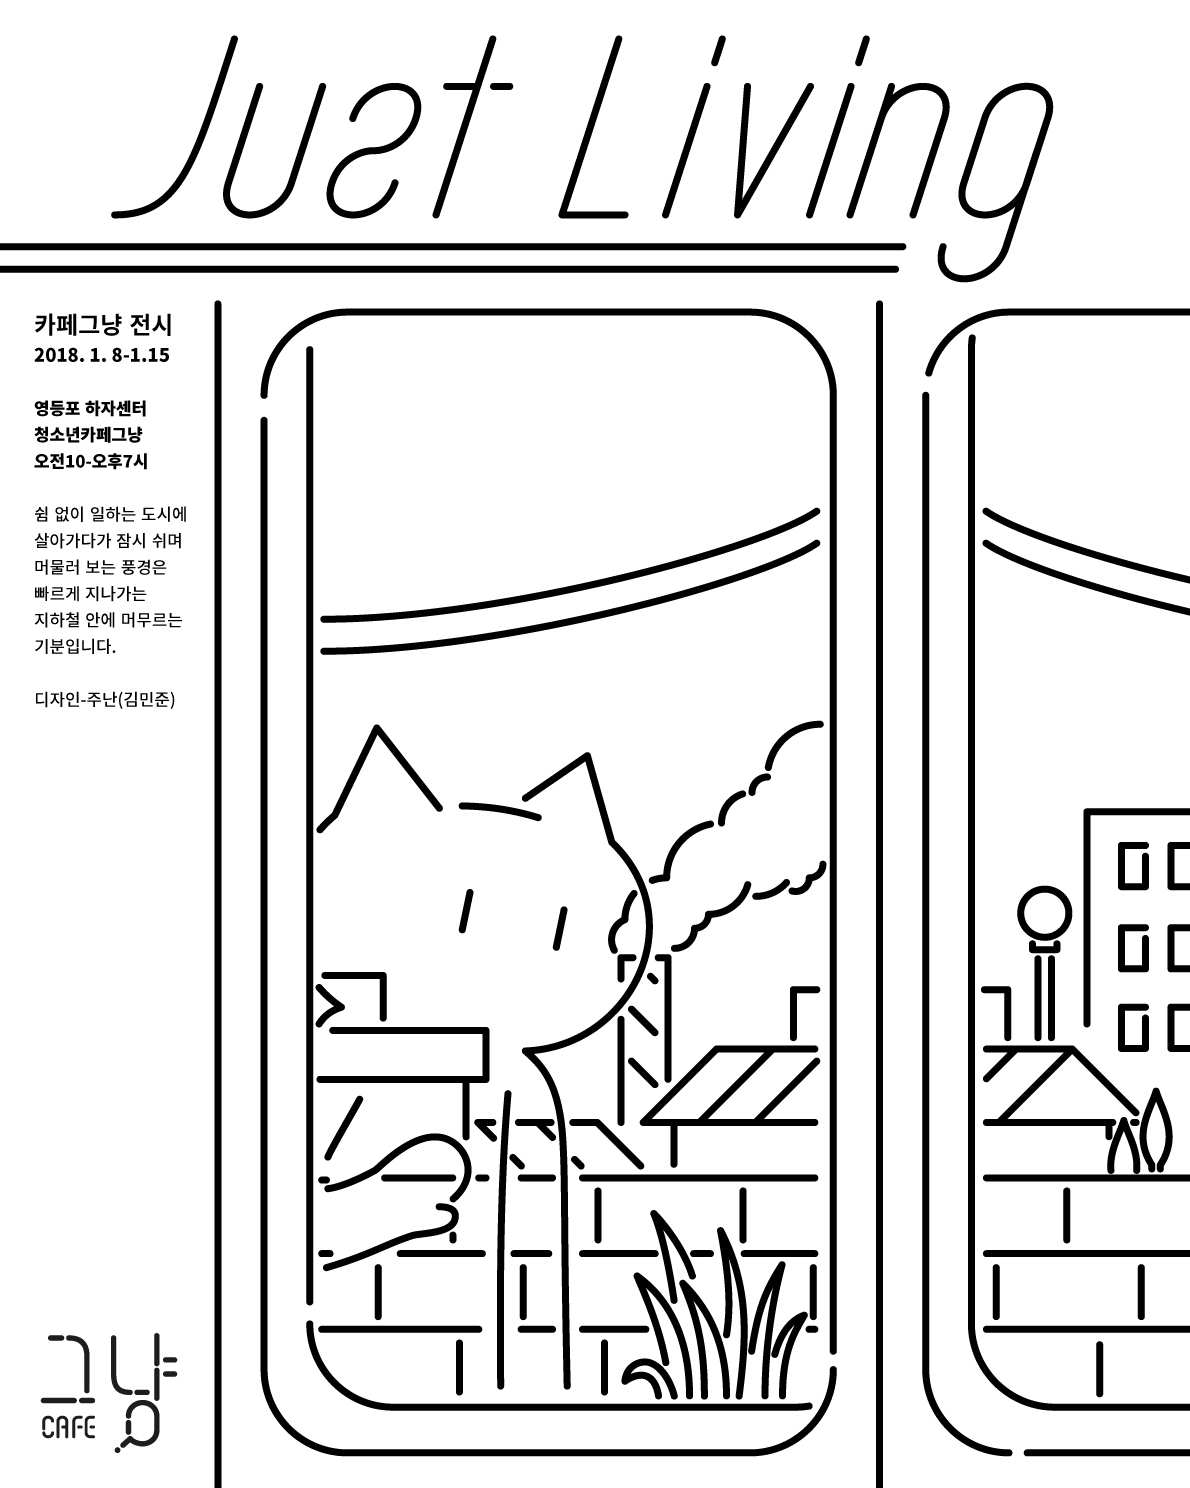 Just Living
카페그냥 전시
2018. 1. 8-1.15
영등포 하자센터
청소년카페그냥
오전10-오후7시
쉼 없이 일하는 도시에
살아가다가 잠시 쉬며
머물러 보는 풍경은
빠르게 지나가는
지하철 안에 머무르는
기분입니다.
디자인-주난(김민준)
그냥
CAFE